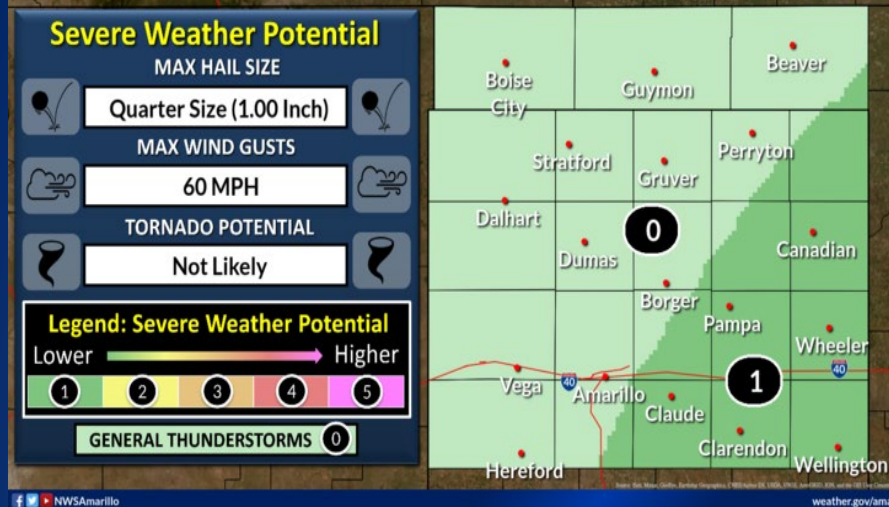 Severe Weather Potential
MAX HAIL SIZE
Quarter Size (1.00 Inch)
MAX WIND GUSTS
60 MPH
TORNADO POTENTIAL
Not Likely
Legend: Severe Weather Potential
Lower Higher
1 2 3 4 5
GENERAL THUNDERSTORMS 0
Boise City
Guymon
Beaver
Stratford
Gruver
Perryton
Dalhart
0
Dumas
Canadian
Borger
Pampa
Wheeler
Vega
40
Amarillo
1
40
Claude
Clarendon
Hereford
Wellington
NWSAmarillo